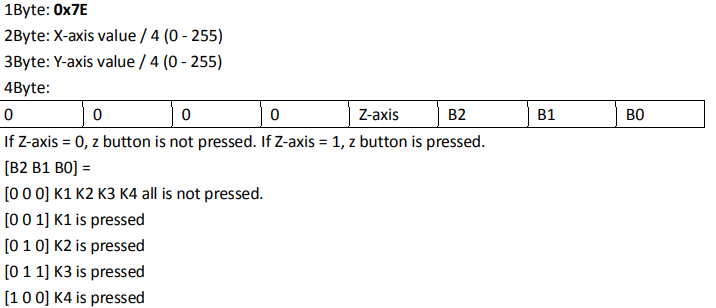 1Byte: 0x7E
2Byte: X-axis value / 4 (0 - 255)
3Byte: Y-axis value / 4 (0 - 255)
4Byte:
0 0 0 0 Z-axis B2 B1 B0
If Z-axis = 0, z button is not pressed. If Z-axis = 1, z button is pressed.
[B2 B1 B0] =
[0 0 0] K1 K2 K3 K4 all is not pressed.
[0 0 1] K1 is pressed
[0 1 0] K2 is pressed
[0 1 1] K3 is pressed
[1 0 0] K4 is pressed